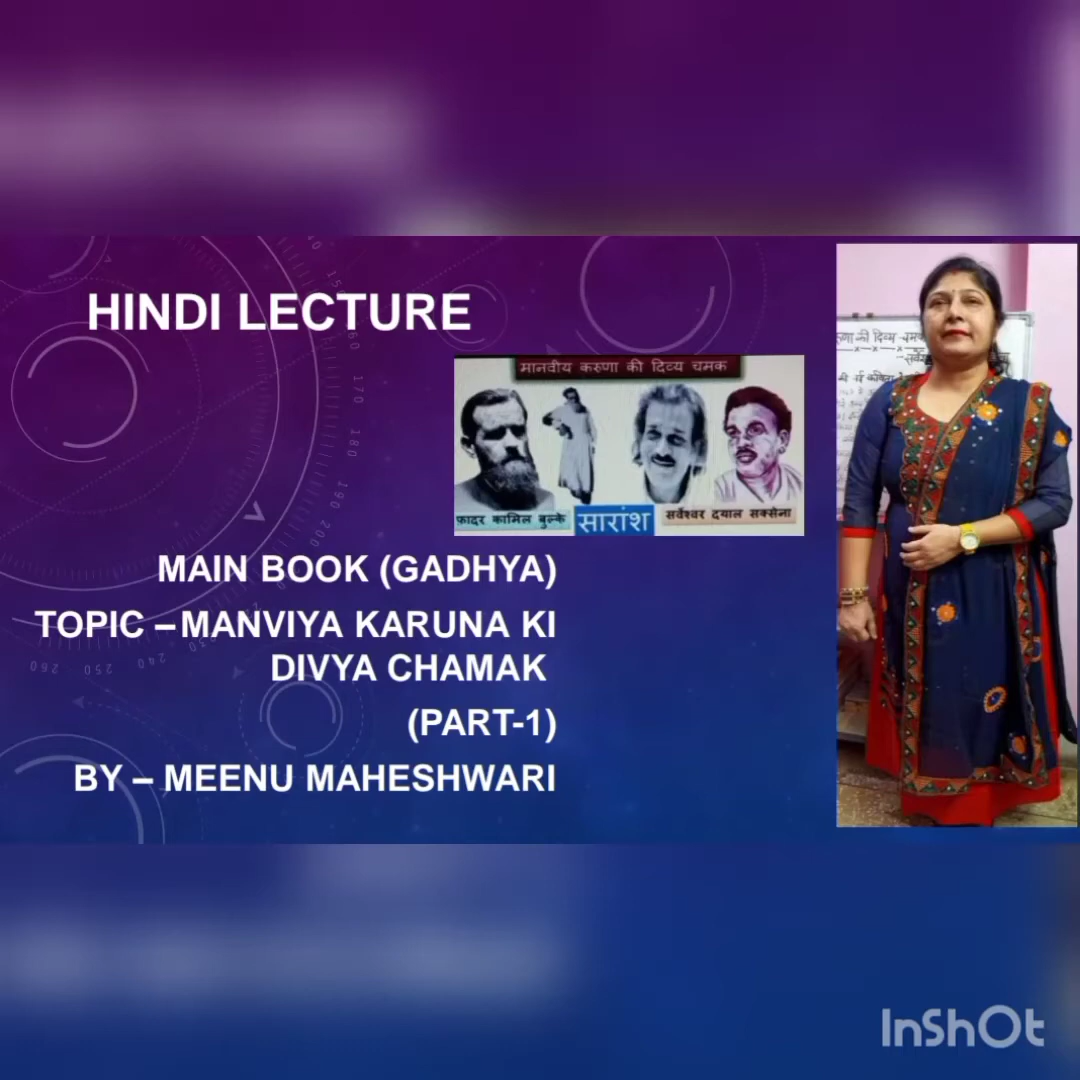 HINDI LECTURE
मानवीय करुणा की दिव्य चमक
फ़ादर कामिल बुल्के
सारांश
सर्वेश्वर दयाल सक्सेना
MAIN BOOK (GADHYA)
TOPIC – MANVIYA KARUNA KI
DIVYA CHAMAK
(PART-1)
BY – MEENU MAHESHWARI
की दिव्य चमक
InShOt